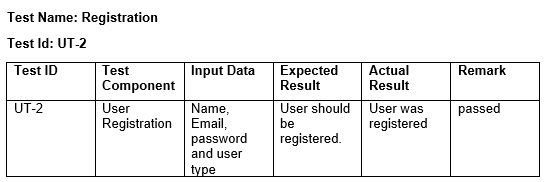 Test Name: Registration
Test Id: UT-2
Test ID
Test
Component
Input Data
Expected
Result
Actual
Result
Remark
UT-2
User
Registration
Name,
Email,
password
and user
type
User should
be
registered.
User was
registered
passed